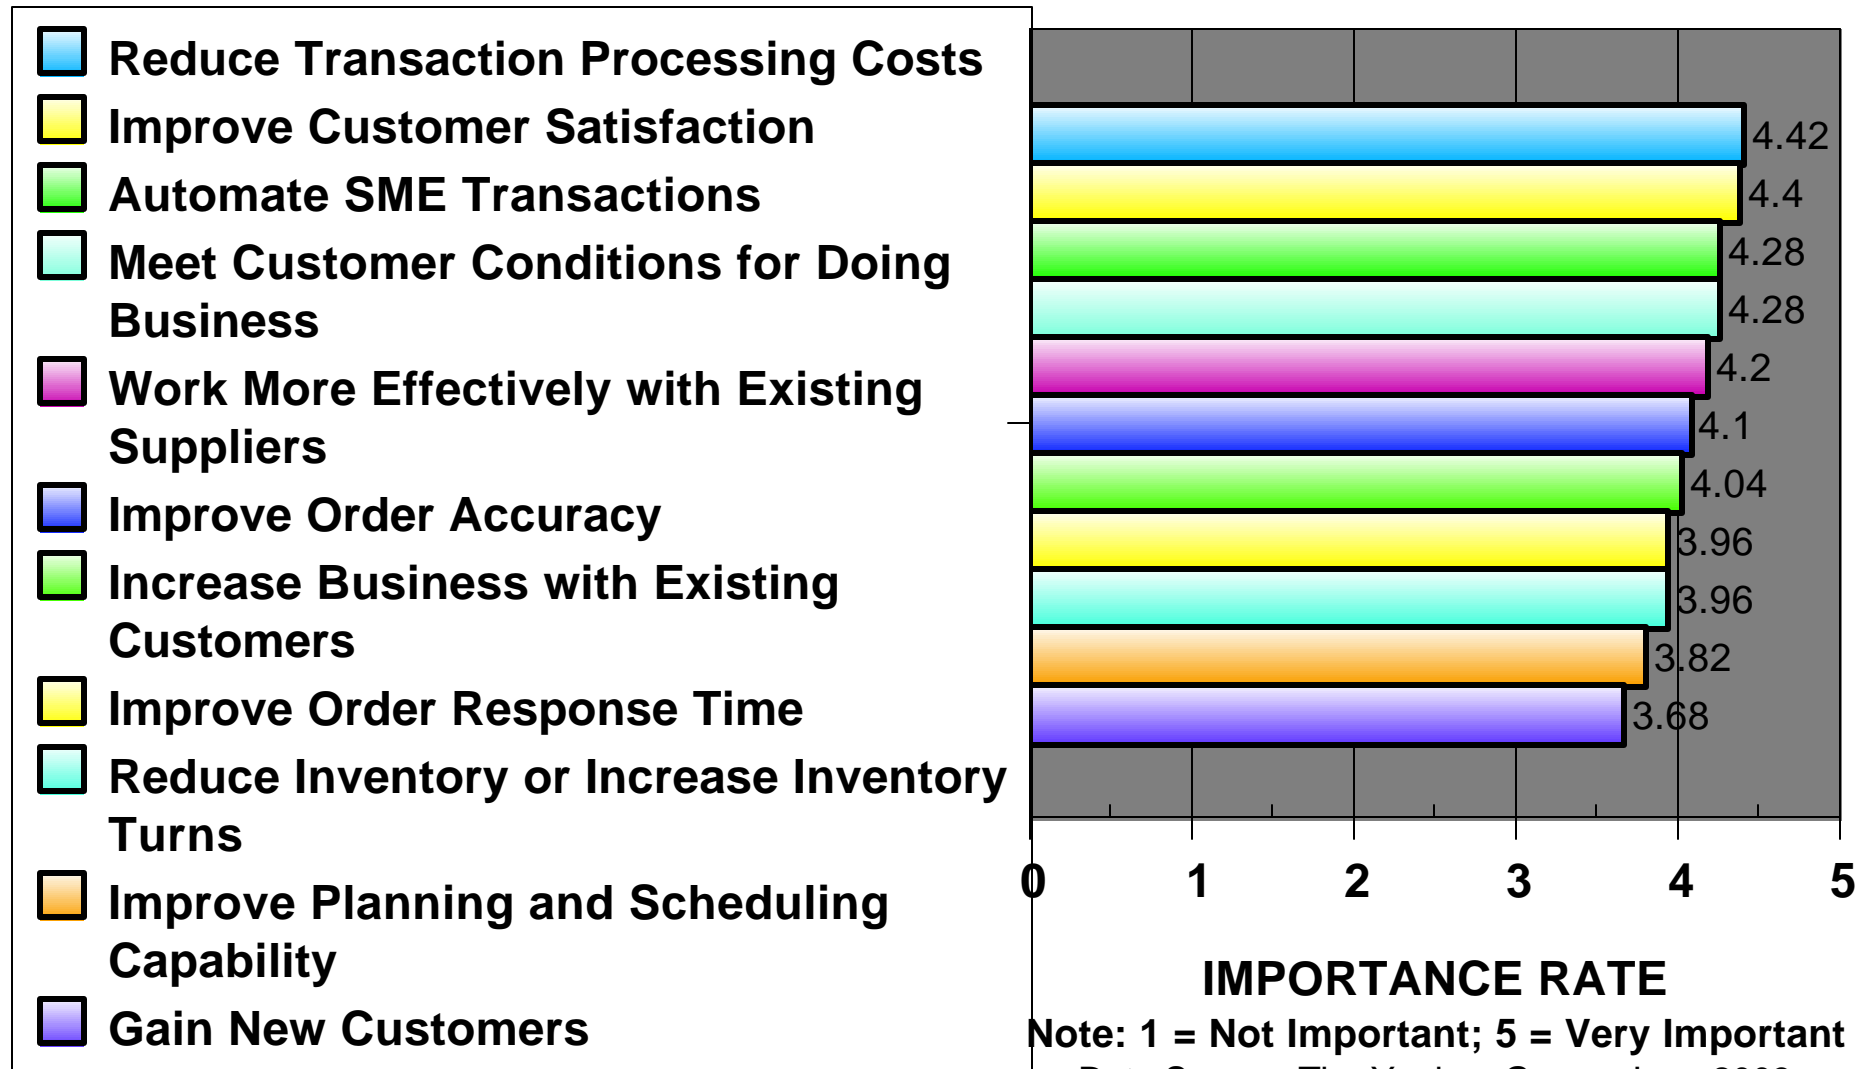 Reduce Transaction Processing Costs
Improve Customer Satisfaction
Automate SME Transactions
Meet Customer Conditions for Doing
Business
Work More Effectively with Existing
Suppliers
Improve Order Accuracy
Increase Business with Existing
Customers
Improve Order Response Time
Reduce Inventory or Increase Inventory
Turns
Improve Planning and Scheduling
Capability
Gain New Customers
4.42
4.4
4.28
4.28
4.2
4.1
4.04
3.96
3.96
3.82
3.68
0 1 2 3 4 5
IMPORTANCE RATE
Note: 1 = Not Important; 5 = Very Important